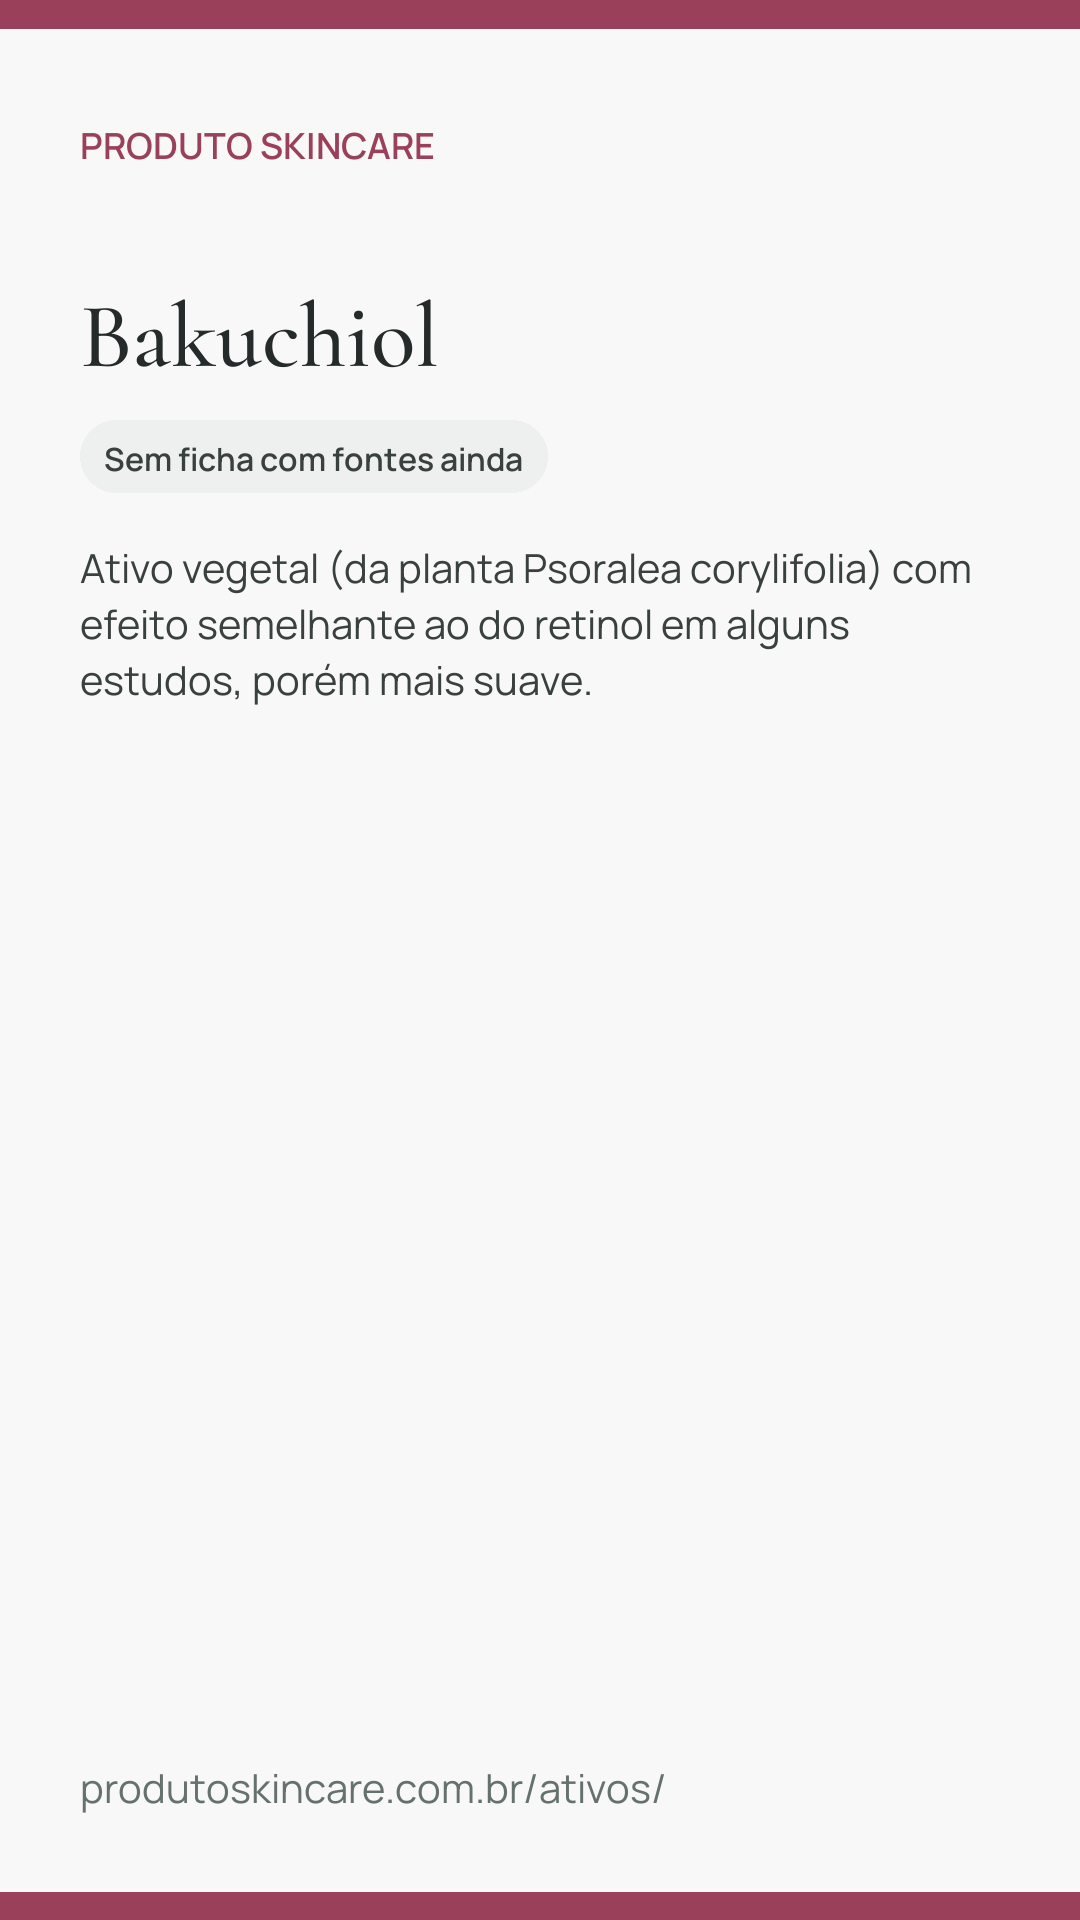 PRODUTO SKINCARE
Bakuchiol
Sem ficha com fontes ainda
Ativo vegetal (da planta Psoralea corylifolia) com
efeito semelhante ao do retinol em alguns
estudos, porém mais suave.
produtoskincare.com.br/ativos/